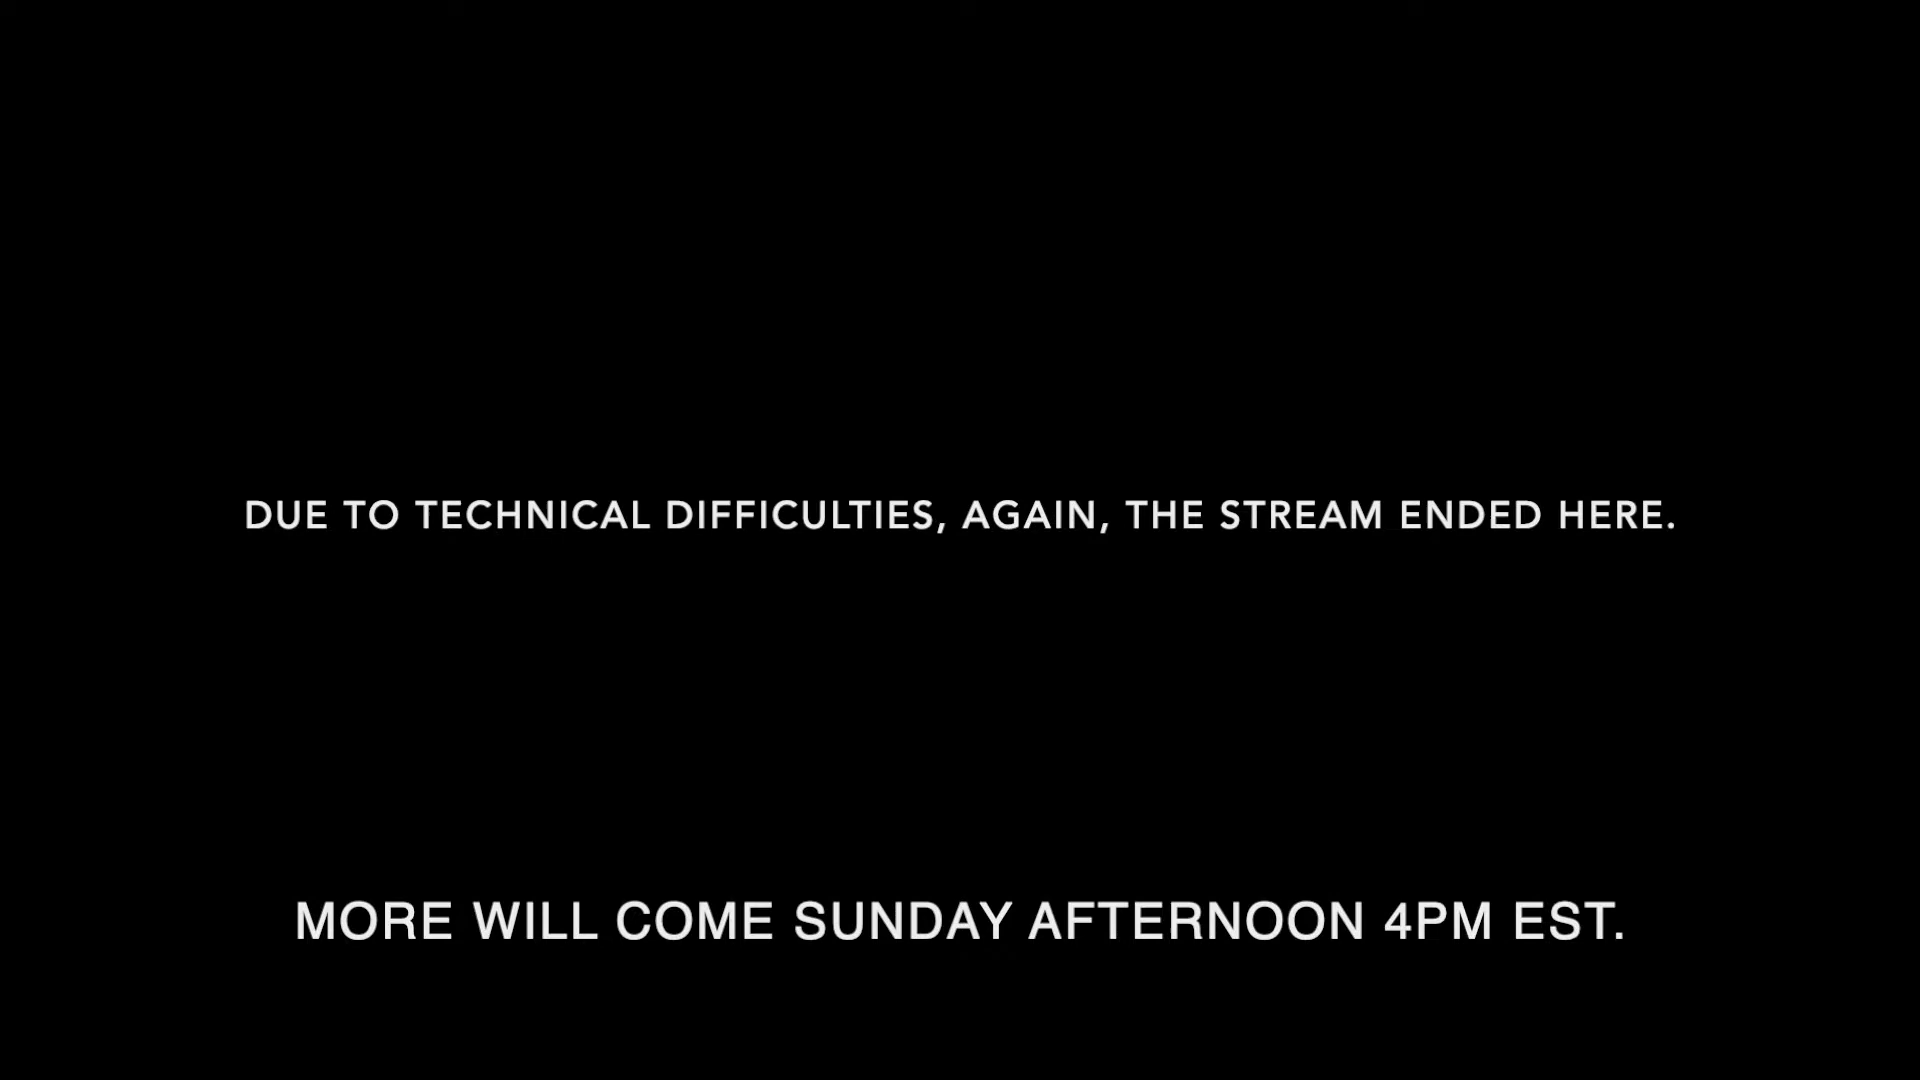 DUE TO TECHNICAL DIFFICULTIES, AGAIN, THE STREAM ENDED HERE.
MORE WILL COME SUNDAY AFTERNOON 4PM EST.